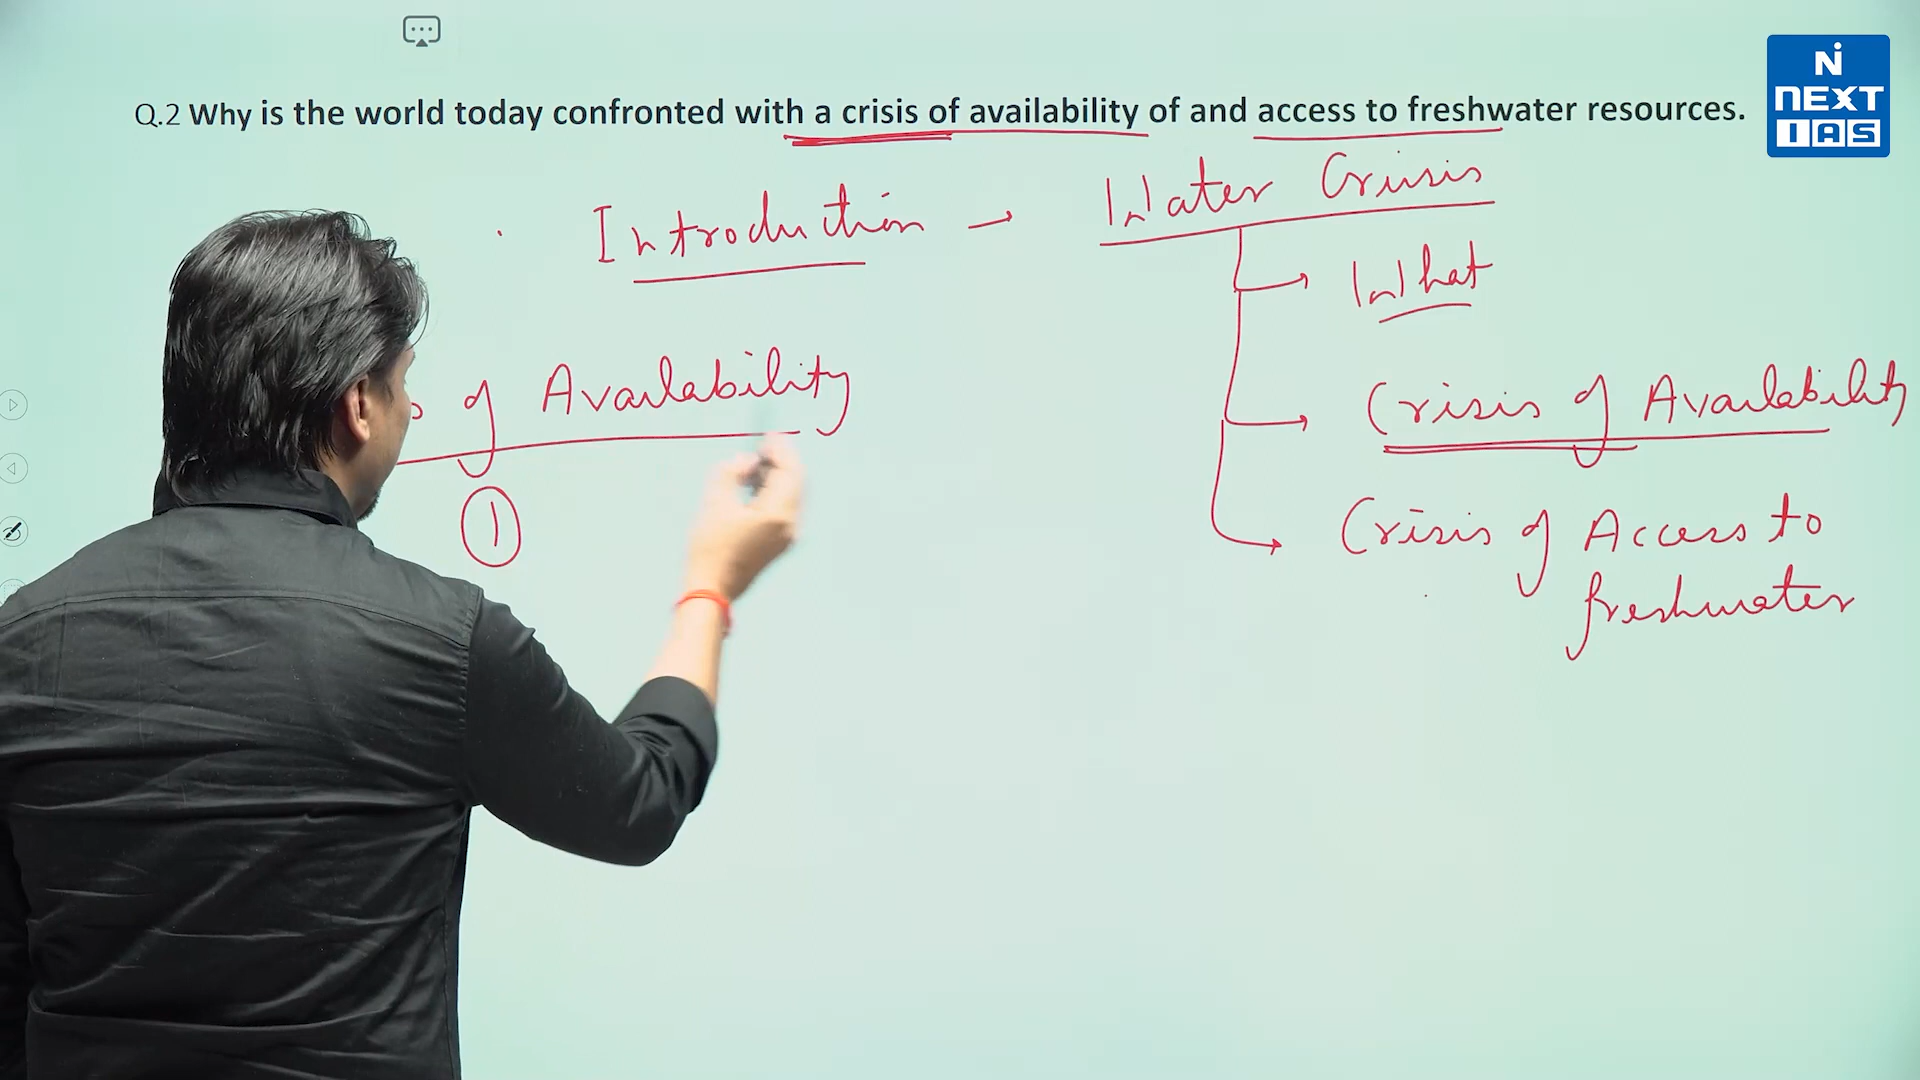 Q.2 Why is the world today confronted with a crisis of availability of and access to freshwater resources.
NEXT
IAS
Introduction → Water Crisis
What
Crisis of Availability
Crisis of Access to
freshwater
s of Availability
1